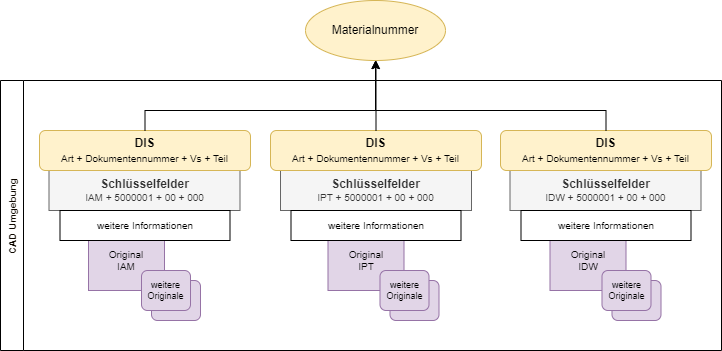 Materialnummer
CAD Umgebung
DIS
Art + Dokumentennummer + Vs + Teil
Schlüsselfelder
IAM + 5000001 + 00 + 000
weitere Informationen
Original
IAM
weitere
Originale
DIS
Art + Dokumentennummer + Vs + Teil
Schlüsselfelder
IPT + 5000001 + 00 + 000
weitere Informationen
Original
IPT
weitere
Originale
DIS
Art + Dokumentennummer + Vs + Teil
Schlüsselfelder
IDW + 5000001 + 00 + 000
weitere Informationen
Original
IDW
weitere
Originale